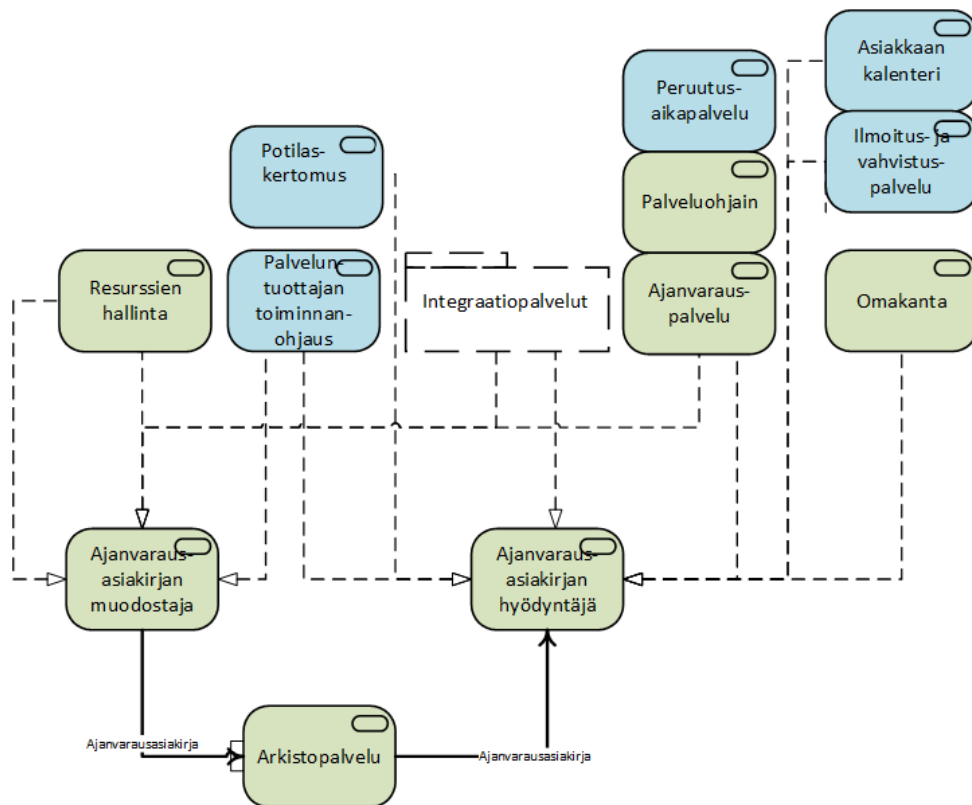 Asiakkaan
kalenteri
Peruutus-
aikapalvelu
Ilmoitus- ja
vahvistus-
palvelu
Potilas-
kertomus
Palveluohjain
Resurssien
hallinta
Palvelun-
tuottajan
toiminnan-
ohjaus
Integraatiopalvelut
Ajanvaraus-
palvelu
Omakanta
Ajanvaraus-
asiakirjan
muodostaja
Ajanvaraus-
asiakirjan
hyödyntäjä
Ajanvarausasiakirja
Arkistopalvelu
Ajanvarausasiakirja